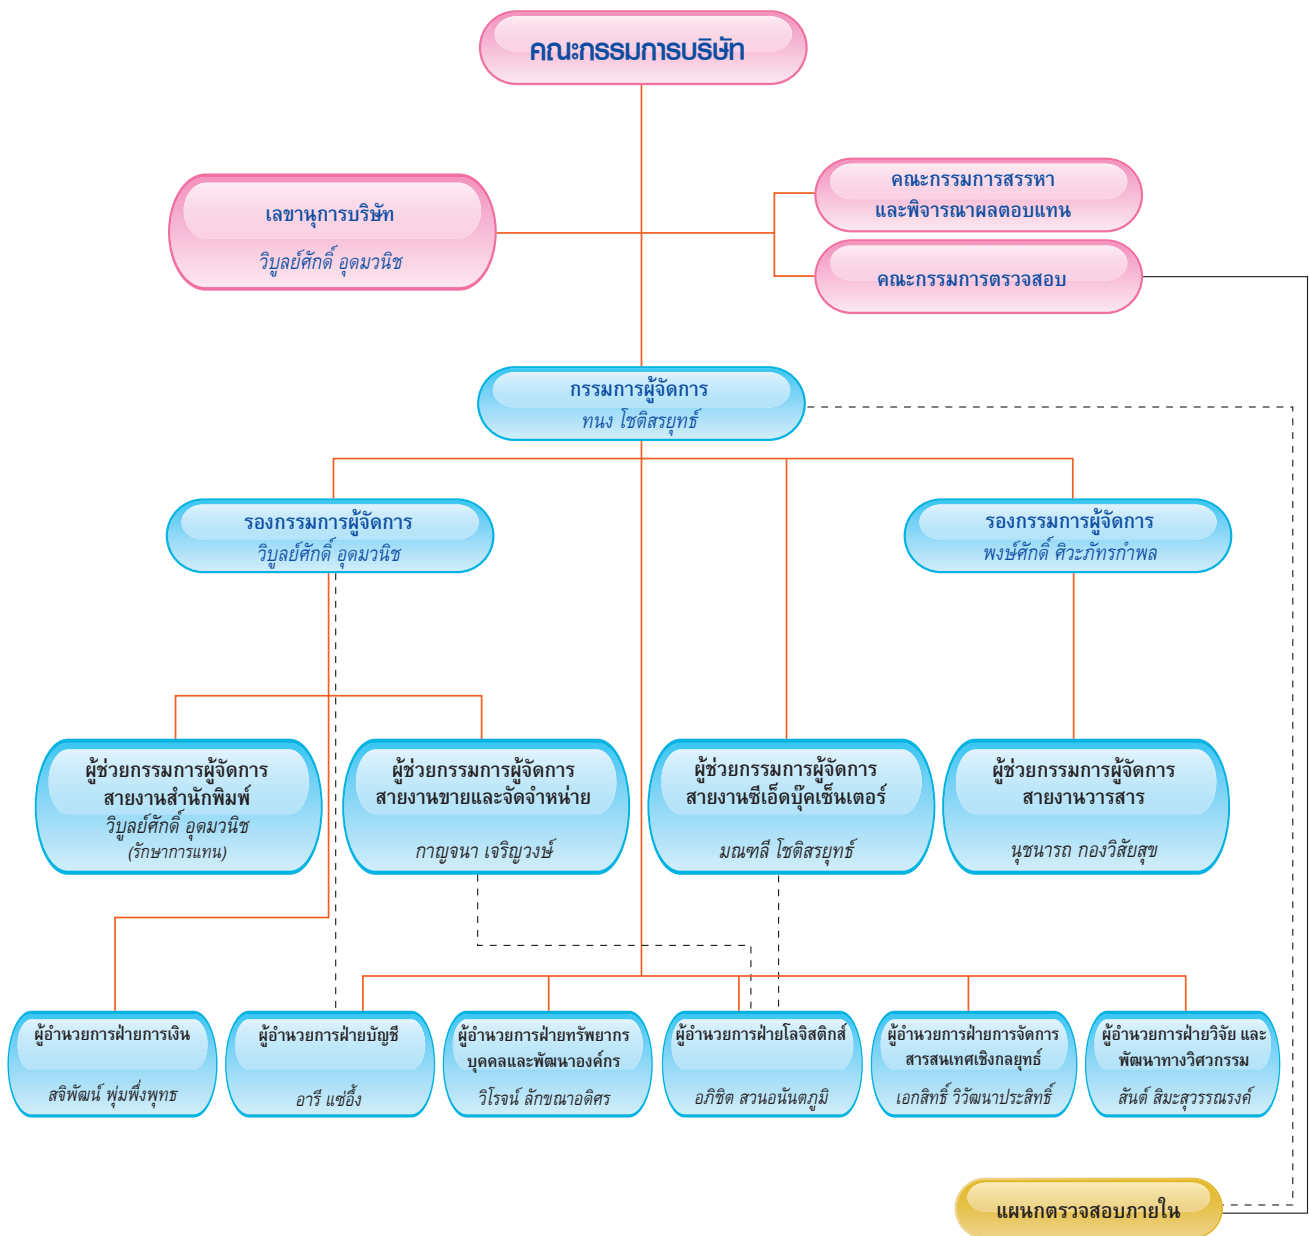 คณะกรรมการบริษัท
คณะกรรมการสรรหา
และพิจารณาผลตอบแทน
เลขานุการบริษัท
วิบูลย์ศักดิ์ อุดมวนิช
คณะกรรมการตรวจสอบ
กรรมการผู้จัดการ
ทนง โชติสรยุทธ์
รองกรรมการผู้จัดการ
วิบูลย์ศักดิ์ อุดมวนิช
รองกรรมการผู้จัดการ
พงษ์ศักดิ์ ศิวะภัทรกำพล
ผู้ช่วยกรรมการผู้จัดการ
สายงานสำนักพิมพ์
วิบูลย์ศักดิ์ อุดมวนิช
(รักษาการแทน)
ผู้ช่วยกรรมการผู้จัดการ
สายงานขายและจัดจำหน่าย
กาญจนา เจริญวงษ์
ผู้ช่วยกรรมการผู้จัดการ
สายงานซีเอ็ดบุ๊คเซ็นเตอร์
มณฑลี โชติสรยุทธ์
ผู้ช่วยกรรมการผู้จัดการ
สายงานวารสาร
นุชนารถ กองวิสัยสุข
ผู้อำนวยการฝ่ายการเงิน
สจิพัฒน์ พุ่มพึ่งพุทธ
ผู้อำนวยการฝ่ายบัญชี
อารี แซ่อึ้ง
ผู้อำนวยการฝ่ายทรัพยากร
บุคคลและพัฒนาองค์กร
วิโรจน์ ลักขณาอดิศร
ผู้อำนวยการฝ่ายโลจิสติกส์
อภิชิต สวนอนันตภูมิ
ผู้อำนวยการฝ่ายการจัดการ
สารสนเทศเชิงกลยุทธ์
เอกสิทธิ์ วิวัฒนาประสิทธิ์
ผู้อำนวยการฝ่ายวิจัย และ
พัฒนาทางวิศวกรรม
สันต์ สิมะสุวรรณรงค์
แผนกตรวจสอบภายใน